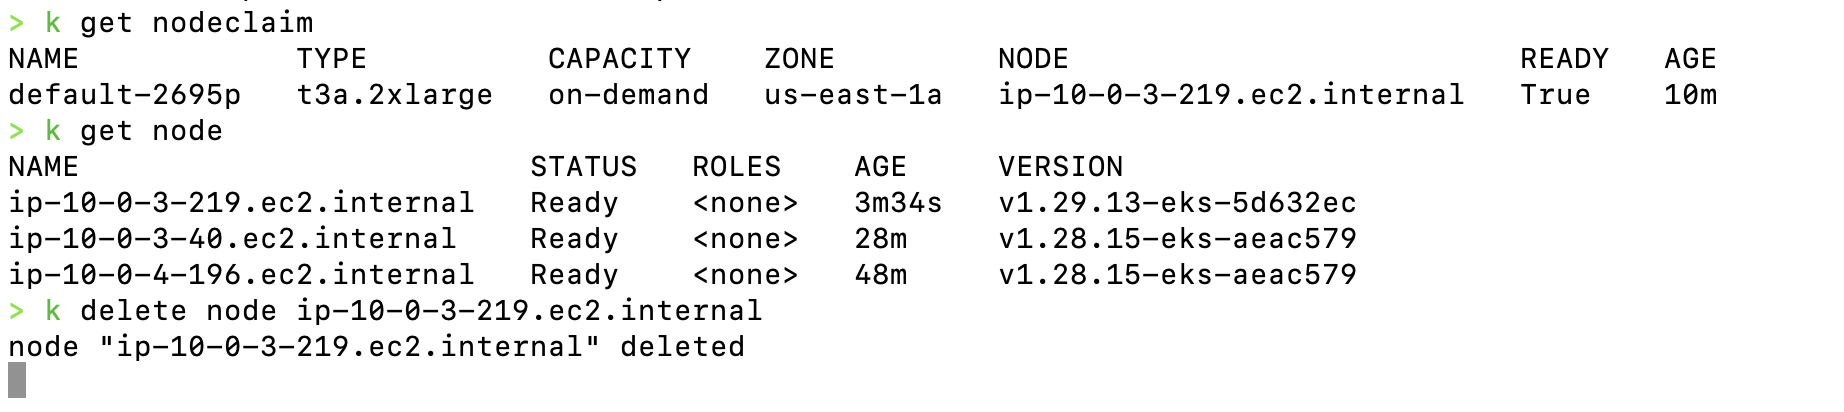 > k get nodeclaim
NAME TYPE CAPACITY ZONE NODE READY AGE
default-2695p t3a.2xlarge on-demand us-east-1a ip-10-0-3-219.ec2.internal True 10m
> k get node
NAME STATUS ROLES AGE VERSION
ip-10-0-3-219.ec2.internal Ready <none> 3m34s v1.29.13-eks-5d632ec
ip-10-0-3-40.ec2.internal Ready <none> 28m v1.28.15-eks-aeac579
ip-10-0-4-196.ec2.internal Ready <none> 48m v1.28.15-eks-aeac579
> k delete node ip-10-0-3-219.ec2.internal
node "ip-10-0-3-219.ec2.internal" deleted